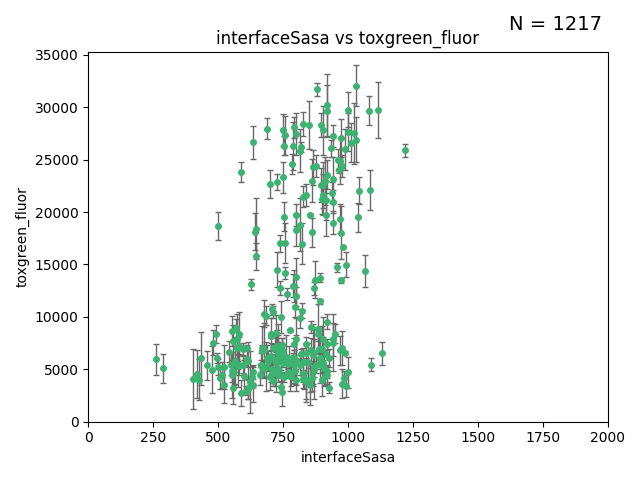 N = 1217
interfaceSasa vs toxgreen_fluor
35000
30000
25000
20000
15000
10000
5000
0
toxgreen_fluor
0 250 500 750 1000 1250 1500 1750 2000
interfaceSasa